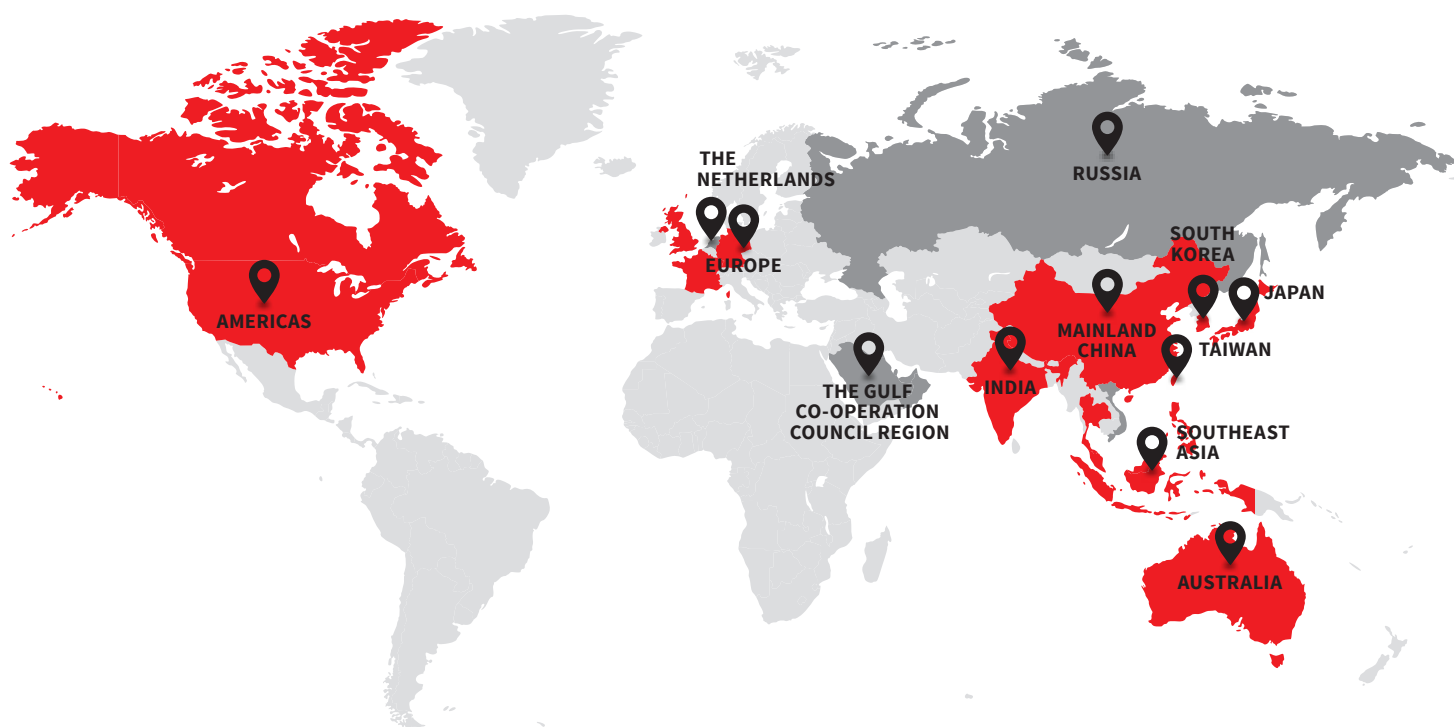 THE
NETHERLANDS
EUROPE
AMERICAS
RUSSIA
SOUTH
KOREA
JAPAN
MAINLAND
CHINA
TAIWAN
INDIA
THE GULF
CO-OPERATION
COUNCIL REGION
SOUTHEAST
ASIA
AUSTRALIA